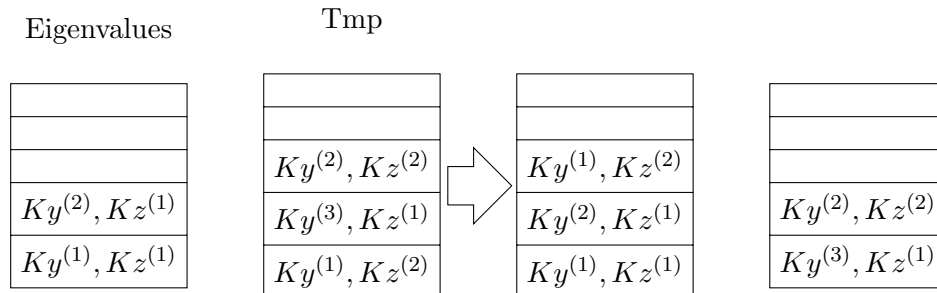 Eigenvalues
Tmp
Ky^{(2)}, Kz^{(1)}
Ky^{(1)}, Kz^{(1)}
Ky^{(2)}, Kz^{(2)}
Ky^{(3)}, Kz^{(1)}
Ky^{(1)}, Kz^{(2)}
Ky^{(1)}, Kz^{(2)}
Ky^{(2)}, Kz^{(1)}
Ky^{(1)}, Kz^{(1)}
Ky^{(2)}, Kz^{(2)}
Ky^{(3)}, Kz^{(1)}